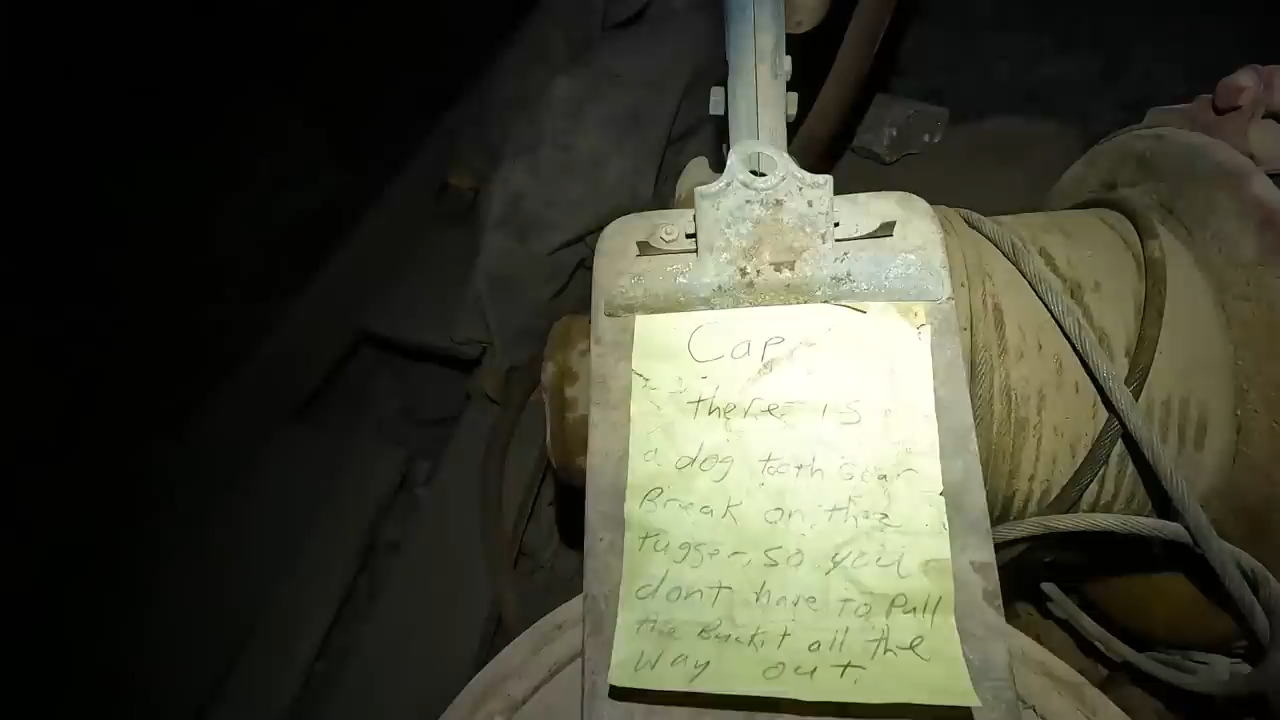 Cap
there is
a dog tooth Gear
Break on the
tugger, so you
dont have to Pull
the Buckit all the
way out.